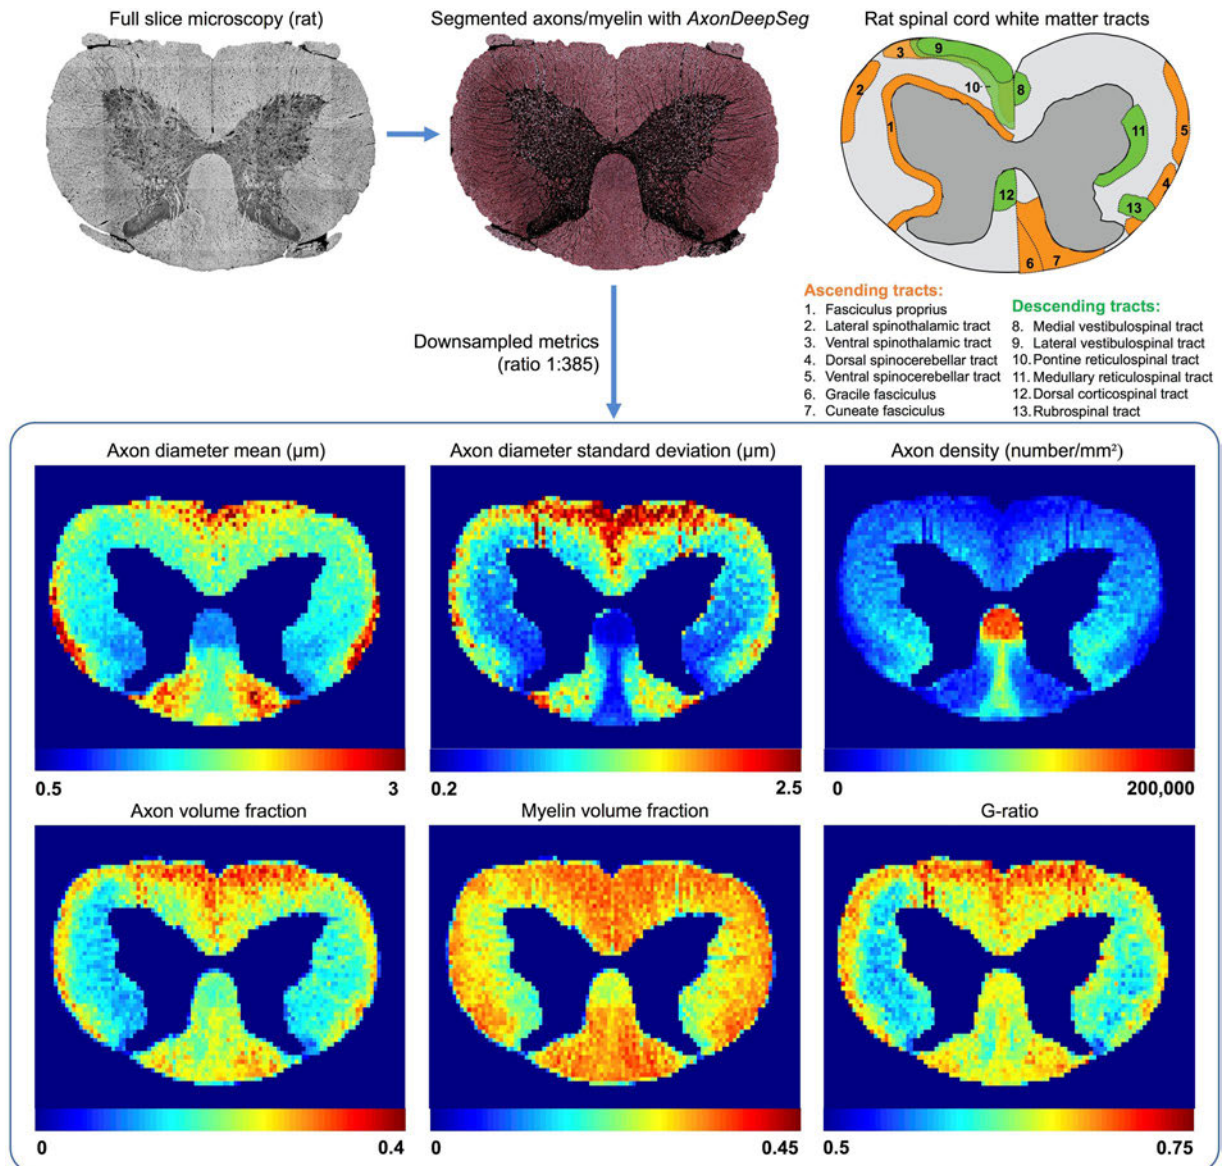 Full slice microscopy (rat)
Segmented axons/myelin with AxonDeepSeg
Rat spinal cord white matter tracts
3
9
2
10
8
1
11
5
4
12
13
6
7
Downsampled metrics
(ratio 1:385)
Ascending tracts:
1. Fasciculus proprius
2. Lateral spinothalamic tract
3. Ventral spinothalamic tract
4. Dorsal spinocerebellar tract
5. Ventral spinocerebellar tract
6. Gracile fasciculus
7. Cuneate fasciculus
Descending tracts:
8. Medial vestibulospinal tract
9. Lateral vestibulospinal tract
10. Pontine reticulospinal tract
11. Medullary reticulospinal tract
12. Dorsal corticospinal tract
13. Rubrospinal tract
Axon diameter mean (µm)
Axon diameter standard deviation (µm)
Axon density (number/mm²)
0.5 3
0.2 2.5
0 200,000
Axon volume fraction
Myelin volume fraction
G-ratio
0 0.4
0 0.45
0.5 0.75